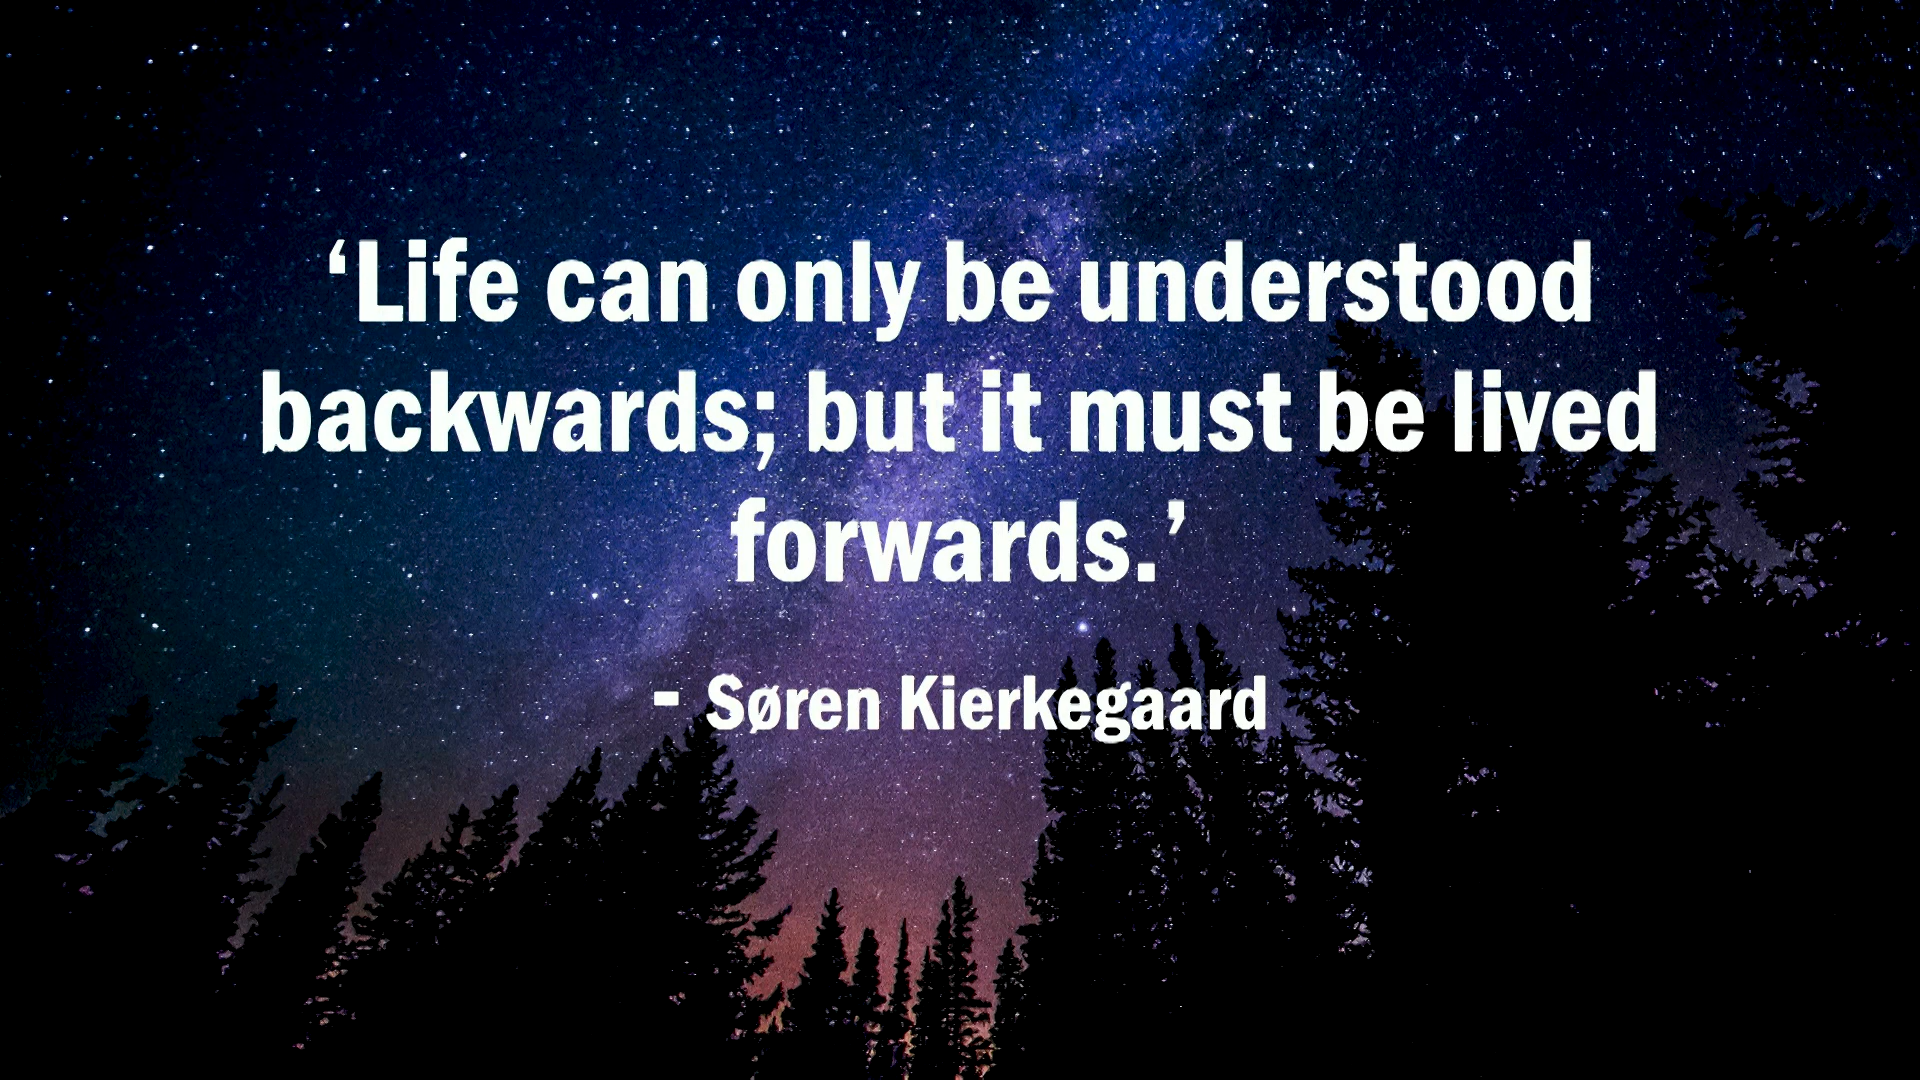 ‘Life can only be understood
backwards; but it must be lived
forwards.’
- Søren Kierkegaard